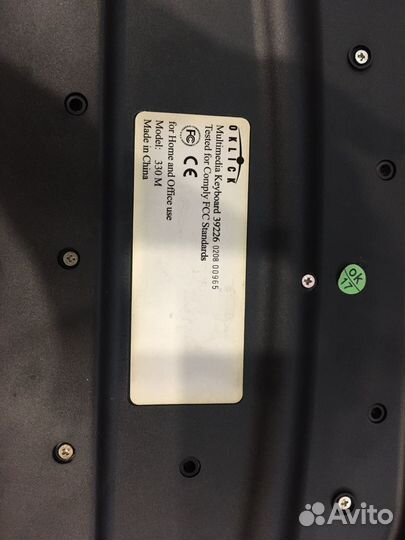 OKLICK
Multimedia Keyboard 39226 0208 00965
Tested for Comply FCC Standards
FC CE
for Home and Office use
Model: 330 M
Made in China
OK
17
Avito